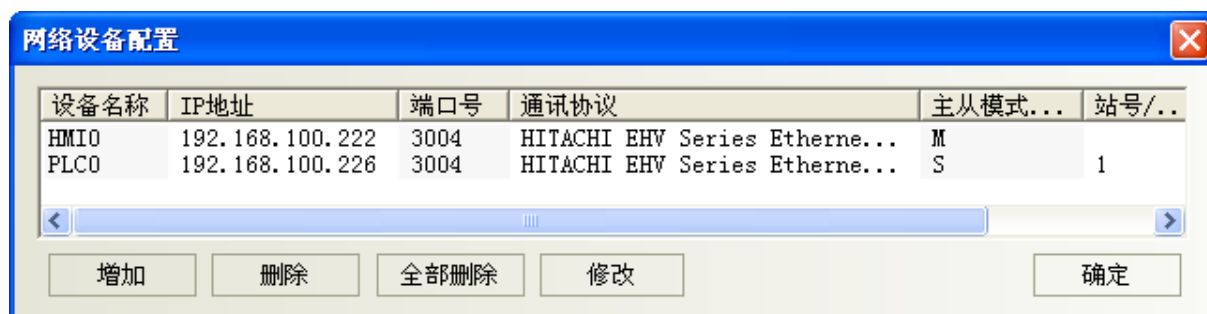 网络设备配置
设备名称 IP地址 端口号 通讯协议 主从模式... 站号/..
HMI0 192.168.100.222 3004 HITACHI EHV Series Etherne... M
PLC0 192.168.100.226 3004 HITACHI EHV Series Etherne... S 1
增加 删除 全部删除 修改 确定